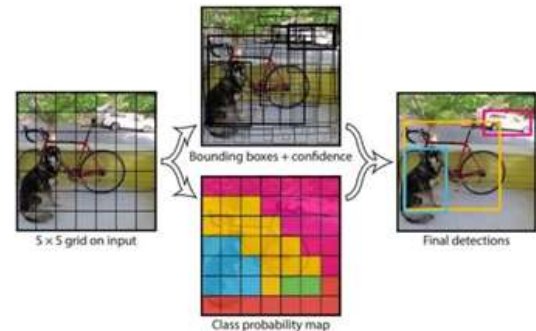 Bounding boxes + confidence
5 × 5 grid on input
Final detections
Class probability map